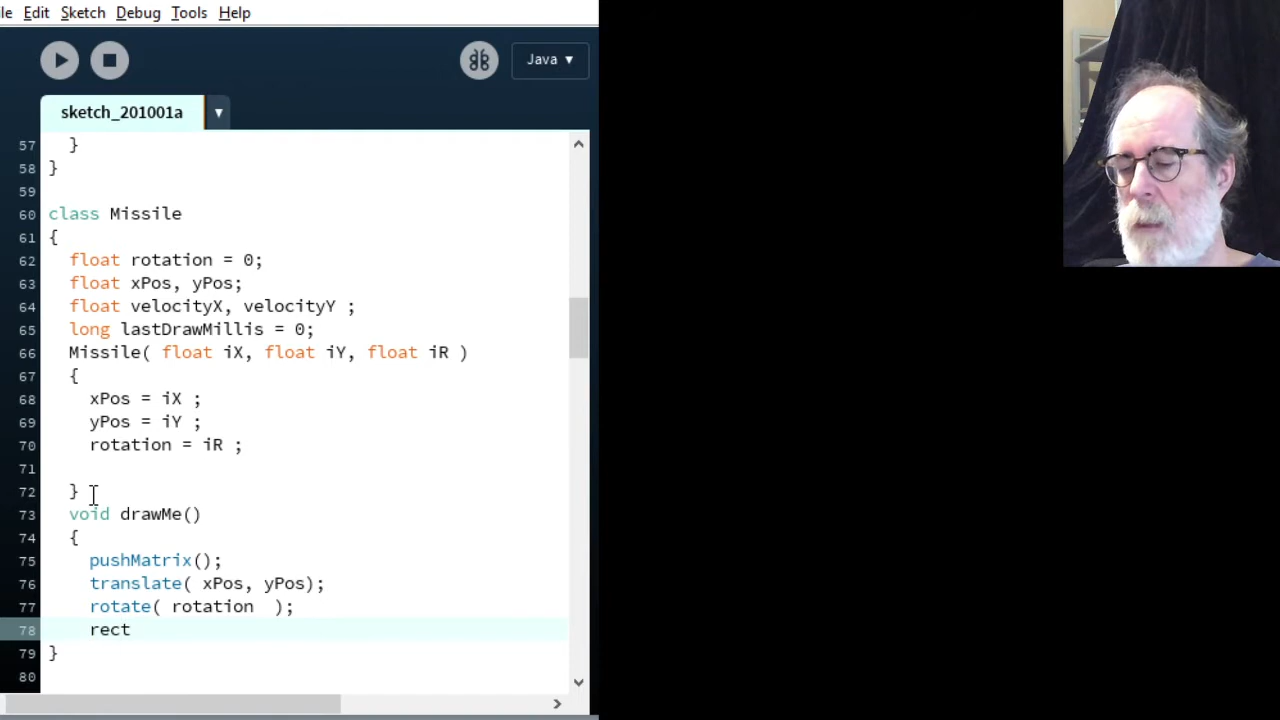 le Edit Sketch Debug Tools Help
Java ▾
sketch_201001a ▼
57 }
58 }
59
60 class Missile
61 {
62 float rotation = 0;
63 float xPos, yPos;
64 float velocityX, velocityY ;
65 long lastDrawMillis = 0;
66 Missile( float iX, float iY, float iR )
67 {
68 xPos = iX ;
69 yPos = iY ;
70 rotation = iR ;
71
72 }
73 void drawMe()
74 {
75 pushMatrix();
76 translate( xPos, yPos);
77 rotate( rotation  );
78 rect
79 }
80